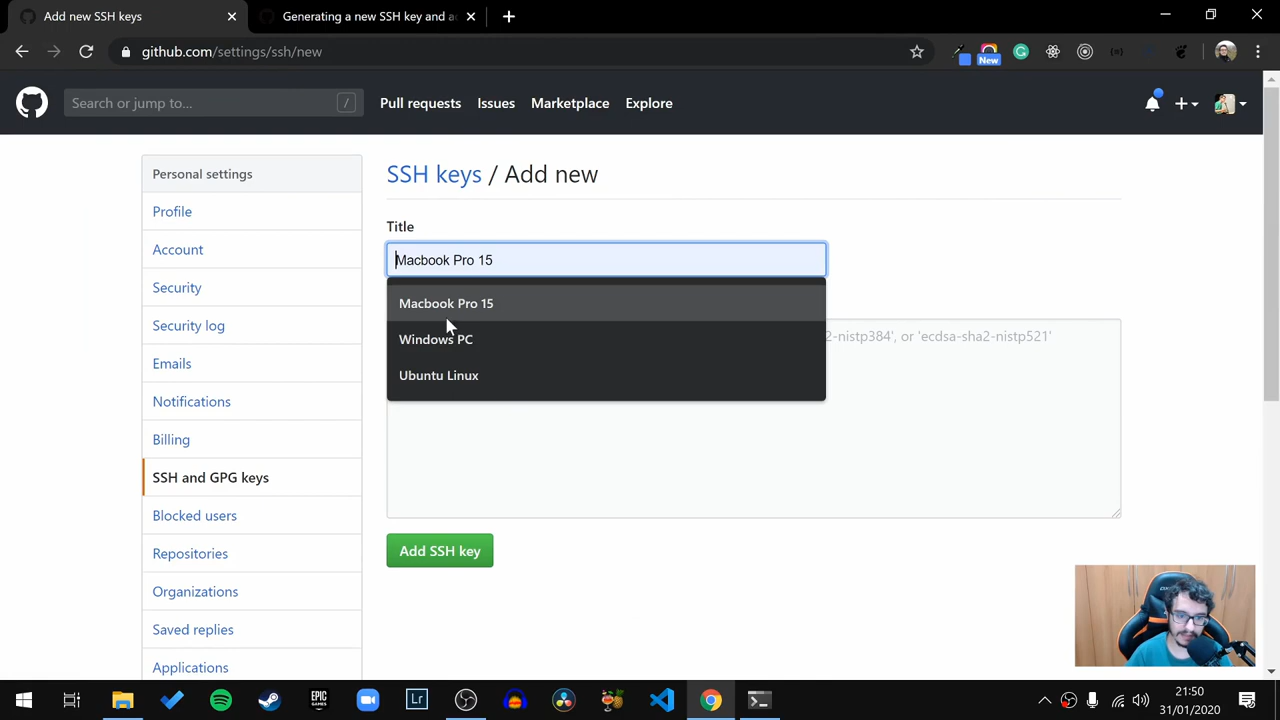 Add new SSH keys
Generating a new SSH key and a
github.com/settings/ssh/new
New
Search or jump to...
/
Pull requests
Issues
Marketplace
Explore
Personal settings
Profile
Account
Security
Security log
Emails
Notifications
Billing
SSH and GPG keys
Blocked users
Repositories
Organizations
Saved replies
Applications
SSH keys / Add new
Title
Macbook Pro 15
Macbook Pro 15
Windows PC
Ubuntu Linux
2-nistp384', or 'ecdsa-sha2-nistp521'
Add SSH key
EPIC GAMES
Lr
21:50
31/01/2020